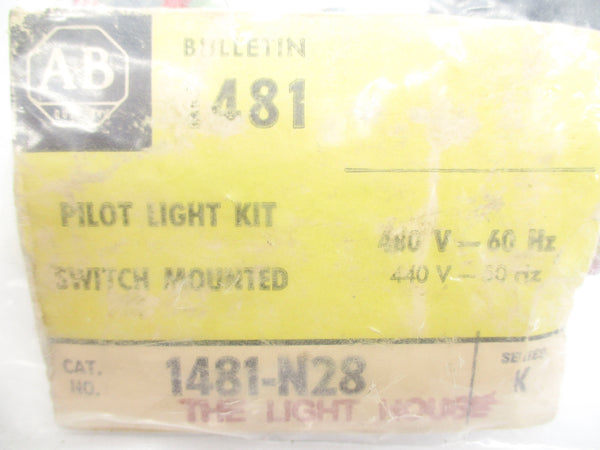 AB
BULLETIN
1481
PILOT LIGHT KIT
480 V — 60 Hz
SWITCH MOUNTED
440 V — 50 Hz
CAT.
NO.
1481-N28
SERIES
K
THE LIGHT HOUSE